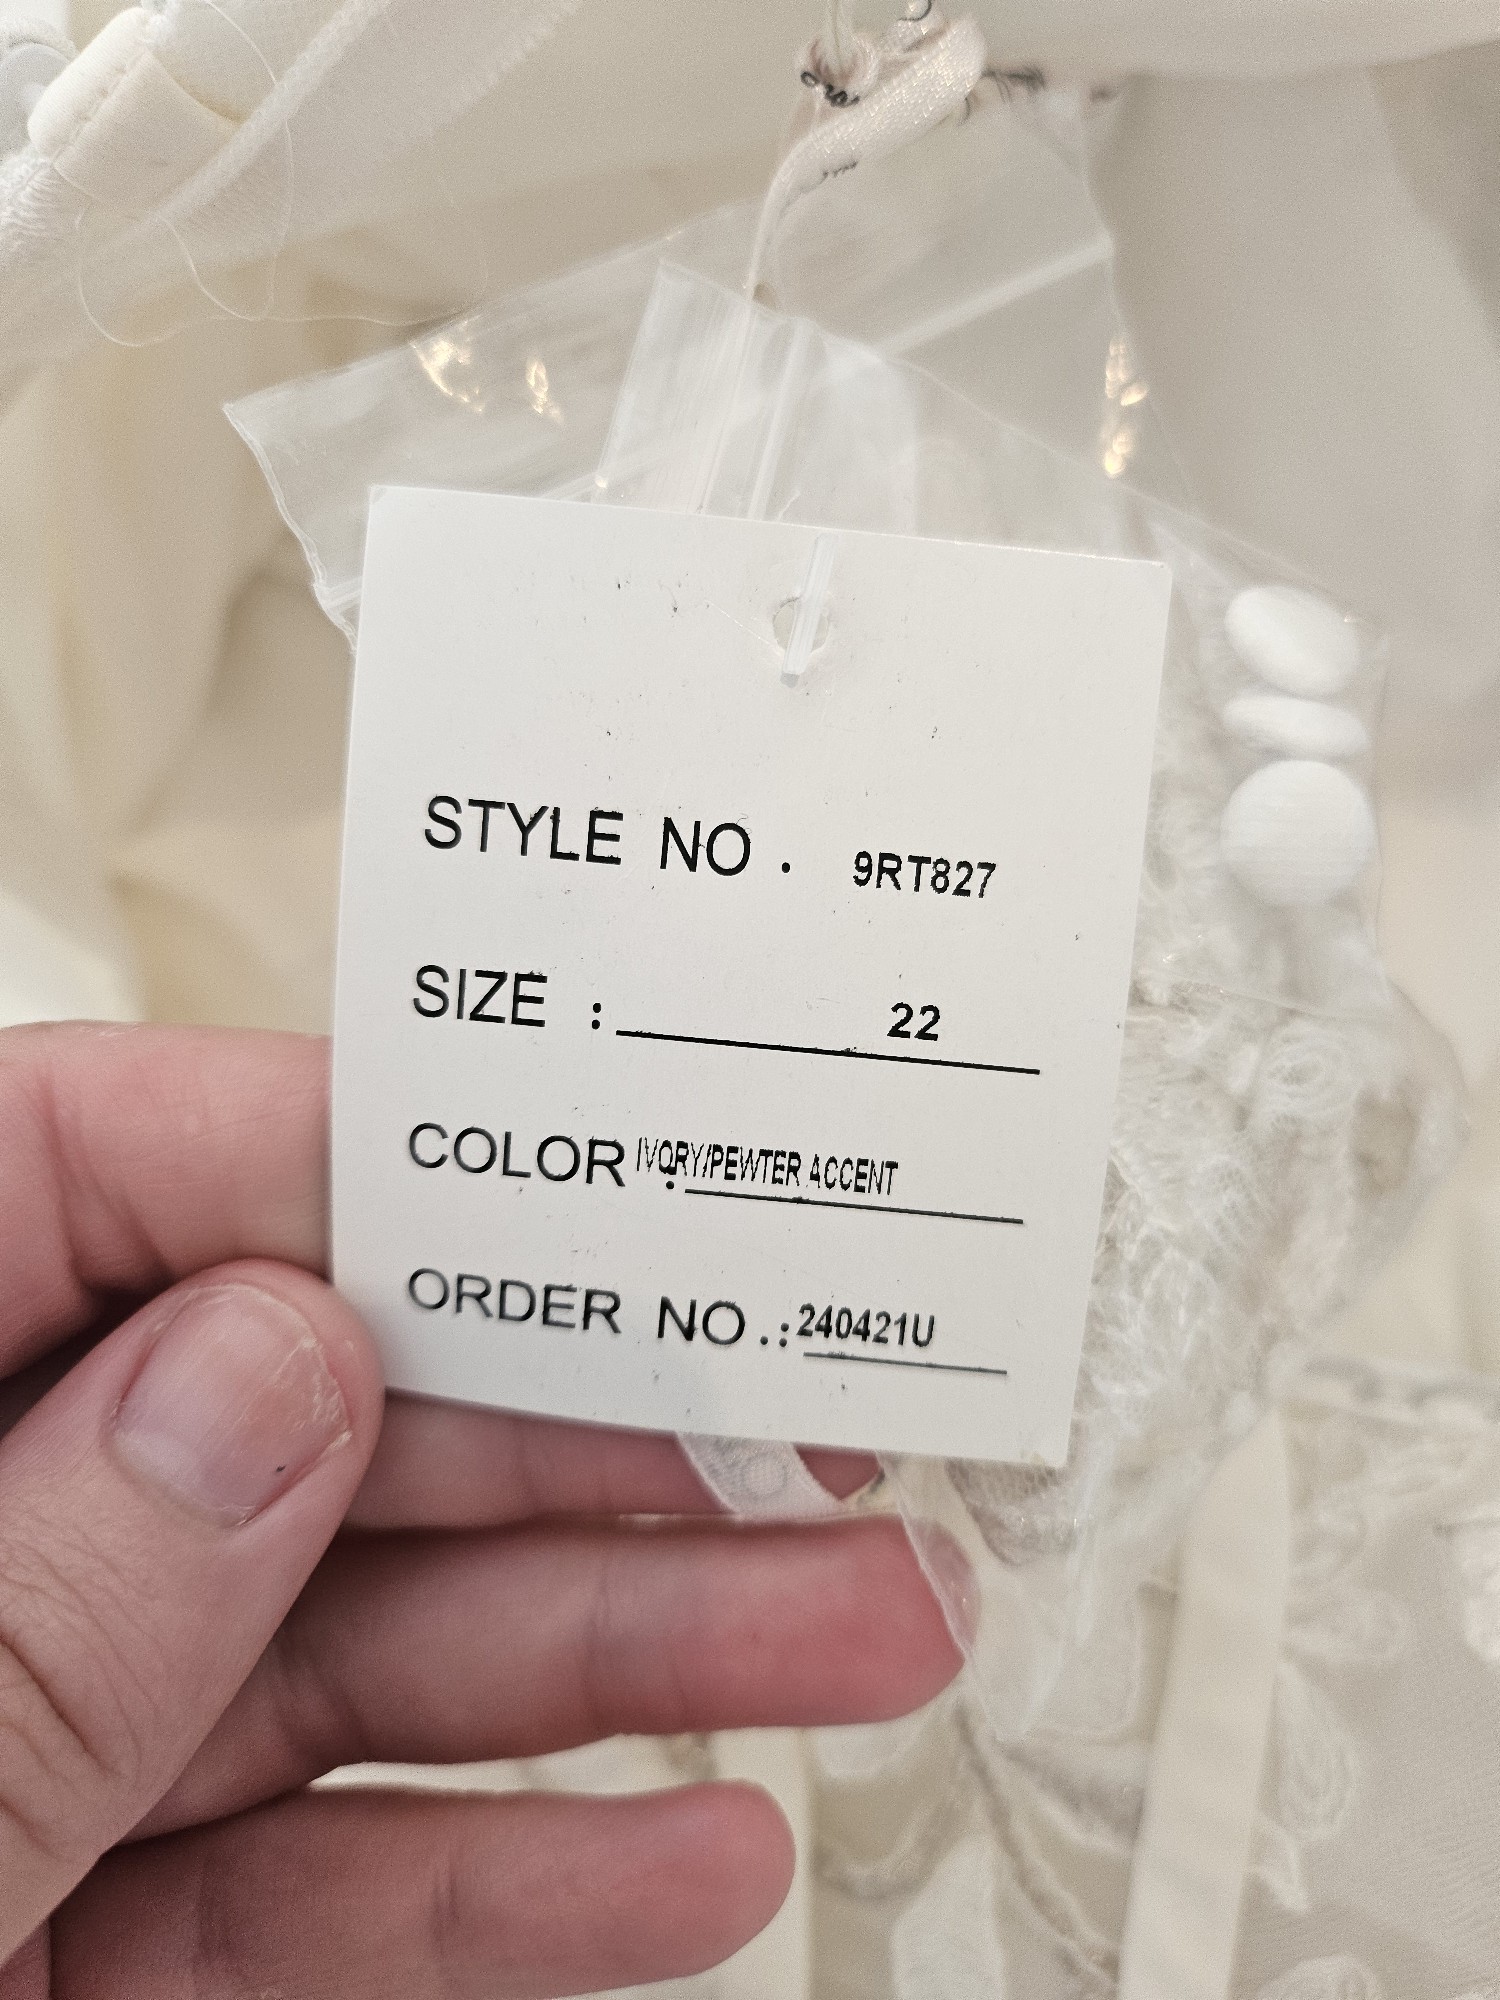 STYLE NO. 9RT827
SIZE : 22
COLOR: IVORY/PEWTER ACCENT
ORDER NO.: 240421U